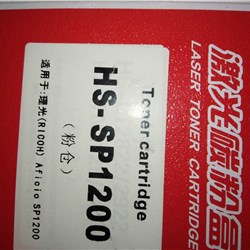 激光碳粉盒
LASER TONER CARTRIDGE
Toner cartridge
HS-SP1200
(粉仓)
适用于:理光(RICOH) Aficio SP1200